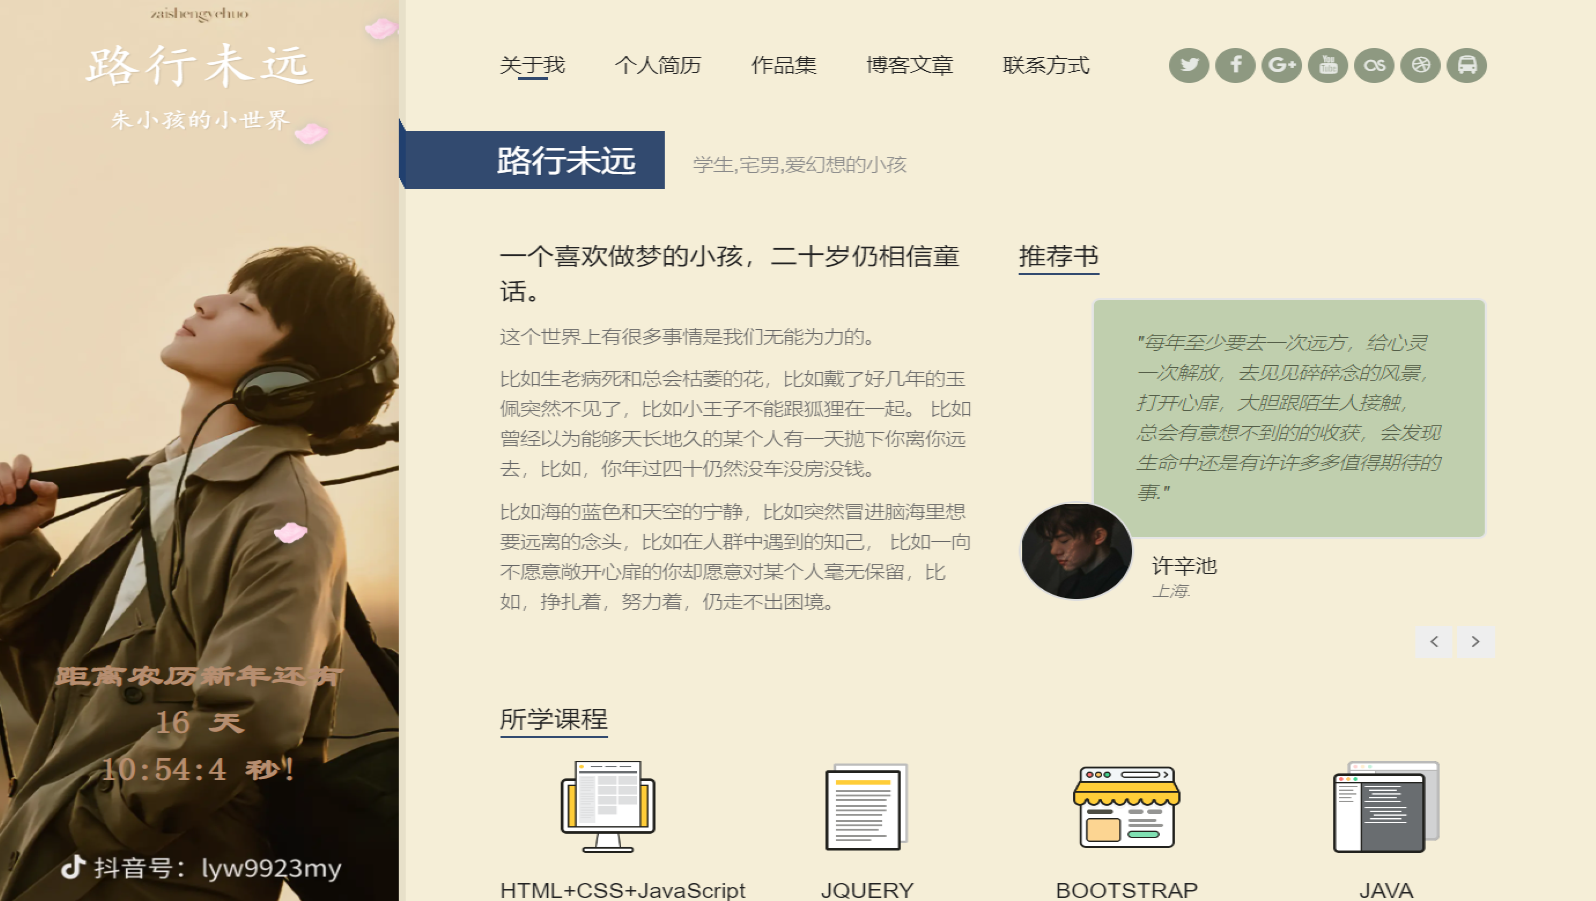 zaishengyehuo
路行未远
朱小孩的小世界
距离农历新年还有
16 天
10:54:4 秒!
抖音号：lyw9923my
关于我 个人简历 作品集 博客文章 联系方式
路行未远
学生,宅男,爱幻想的小孩
一个喜欢做梦的小孩，二十岁仍相信童
话。
这个世界上有很多事情是我们无能为力的。
比如生老病死和总会枯萎的花，比如戴了好几年的玉
佩突然不见了，比如小王子不能跟狐狸在一起。 比如
曾经以为能够天长地久的某个人有一天抛下你离你远
去，比如，你年过四十仍然没车没房没钱。
比如海的蓝色和天空的宁静，比如突然冒进脑海里想
要远离的念头，比如在人群中遇到的知己， 比如一向
不愿意敞开心扉的你却愿意对某个人毫无保留，比
如，挣扎着，努力着，仍走不出困境。
推荐书
"每年至少要去一次远方，给心灵
一次解放，去见见碎碎念的风景，
打开心扉，大胆跟陌生人接触，
总会有意想不到的的收获，会发现
生命中还是有许许多多值得期待的
事."
许辛池
上海.
所学课程
HTML+CSS+JavaScript
JQUERY
BOOTSTRAP
JAVA